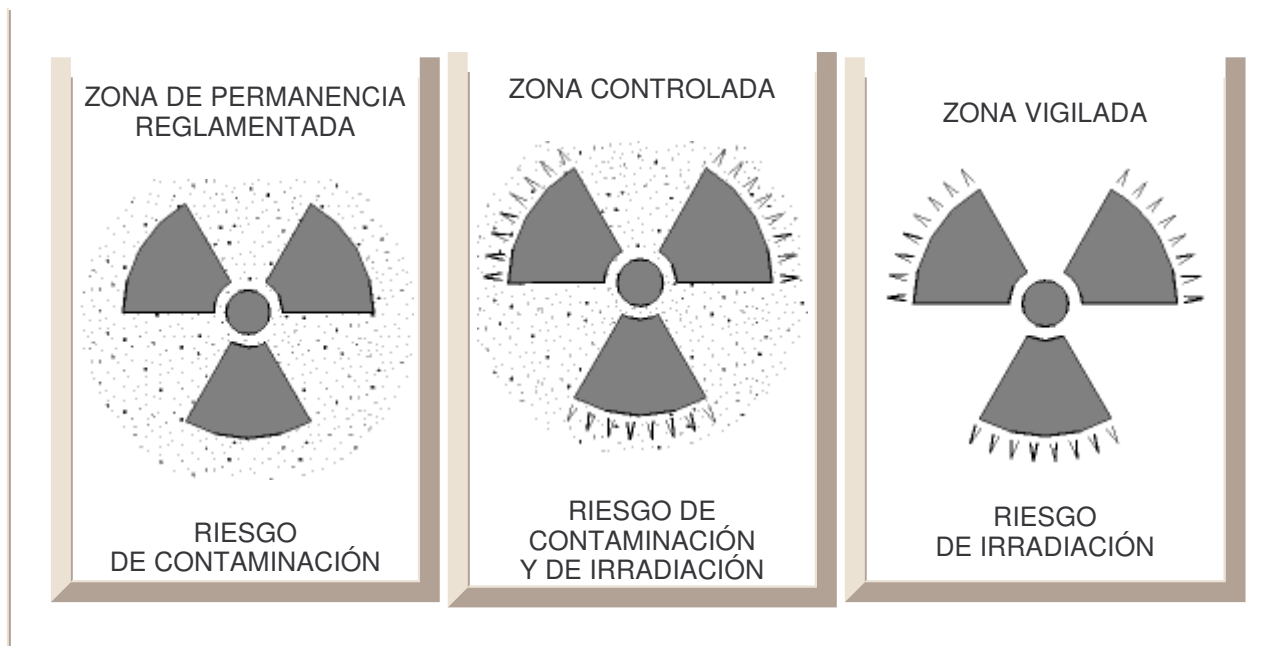 ZONA DE PERMANENCIA
REGLAMENTADA
RIESGO
DE CONTAMINACIÓN
ZONA CONTROLADA
RIESGO DE
CONTAMINACIÓN
Y DE IRRADIACIÓN
ZONA VIGILADA
RIESGO
DE IRRADIACIÓN